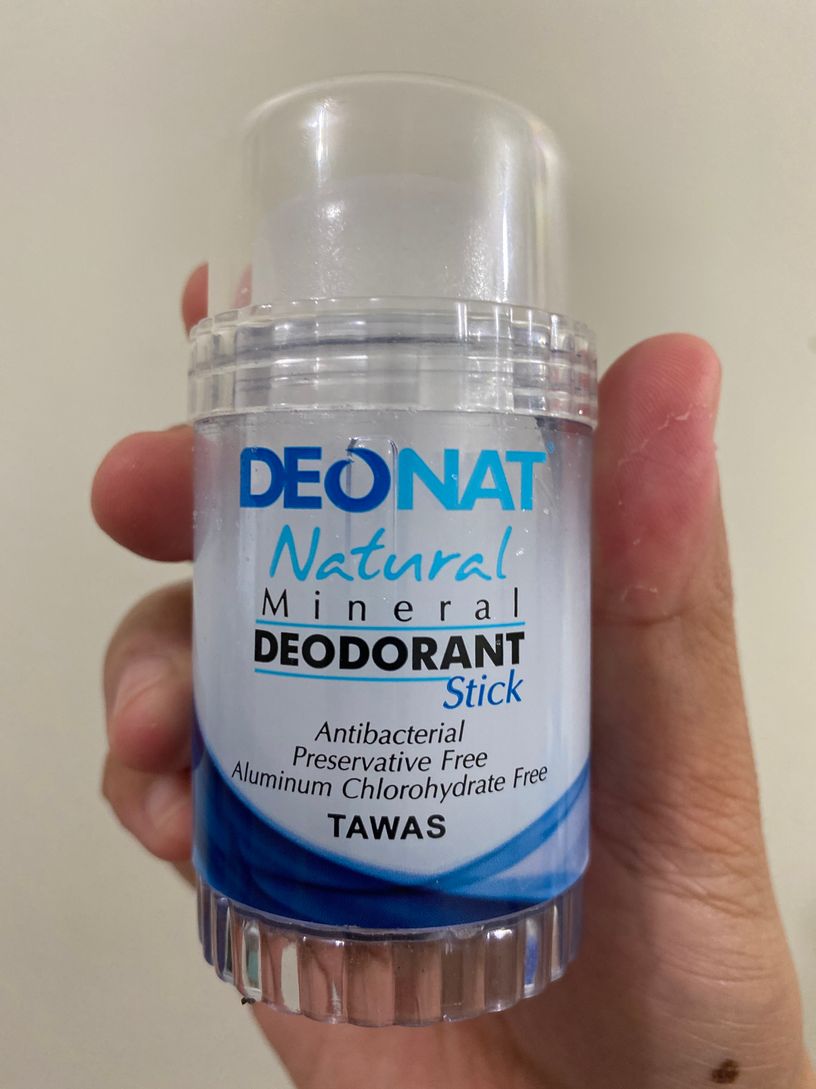 DEONAT
Natural
Mineral
DEODORANT
Stick
Antibacterial
Preservative Free
Aluminum Chlorohydrate Free
TAWAS